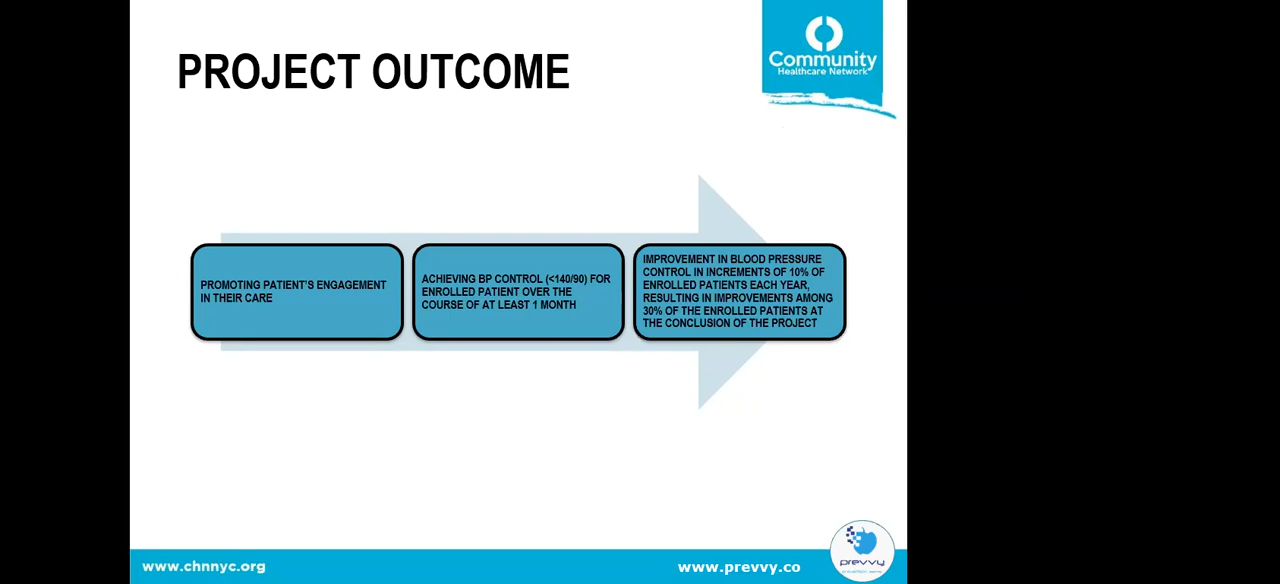 PROJECT OUTCOME
Community
Healthcare Network
PROMOTING PATIENT'S ENGAGEMENT
IN THEIR CARE
ACHIEVING BP CONTROL (<140/90) FOR
ENROLLED PATIENT OVER THE
COURSE OF AT LEAST 1 MONTH
IMPROVEMENT IN BLOOD PRESSURE
CONTROL IN INCREMENTS OF 10% OF
ENROLLED PATIENTS EACH YEAR,
RESULTING IN IMPROVEMENTS AMONG
30% OF THE ENROLLED PATIENTS AT
THE CONCLUSION OF THE PROJECT
www.chnnyc.org
www.prevvy.co
prevvy